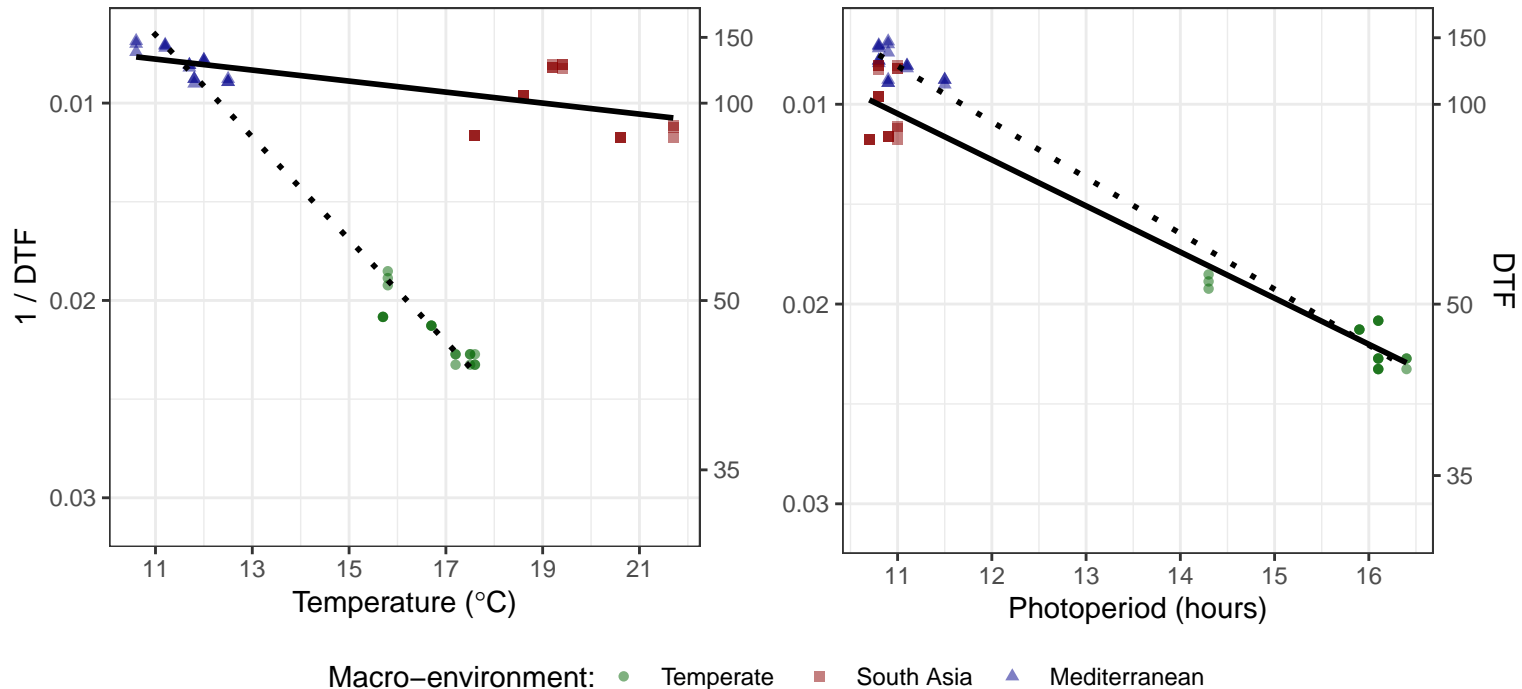 1 / DTF
0.01
0.02
0.03
150
100
50
35
11 13 15 17 19 21
Temperature (°C)
0.01
0.02
0.03
150
100
50
35
DTF
11 12 13 14 15 16
Photoperiod (hours)
Macro−environment: Temperate South Asia Mediterranean